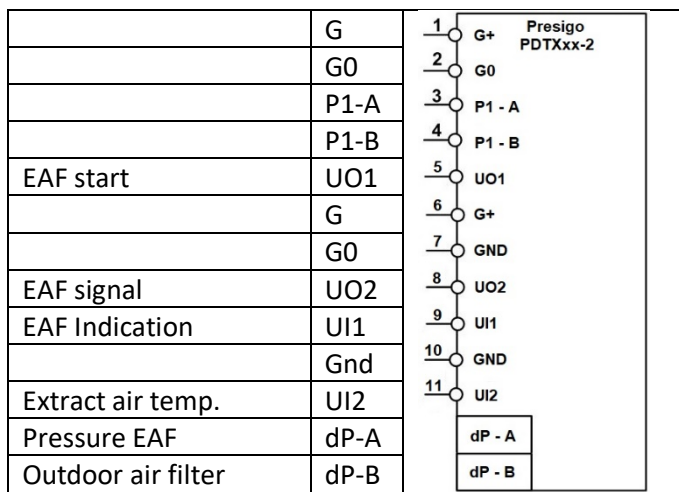 G
G0
P1-A
P1-B
EAF start UO1
G
G0
EAF signal UO2
EAF Indication UI1
Gnd
Extract air temp. UI2
Pressure EAF dP-A
Outdoor air filter dP-B
Presigo
PDTXxx-2
1 G+
2 G0
3 P1 - A
4 P1 - B
5 UO1
6 G+
7 GND
8 UO2
9 UI1
10 GND
11 UI2
dP - A
dP - B